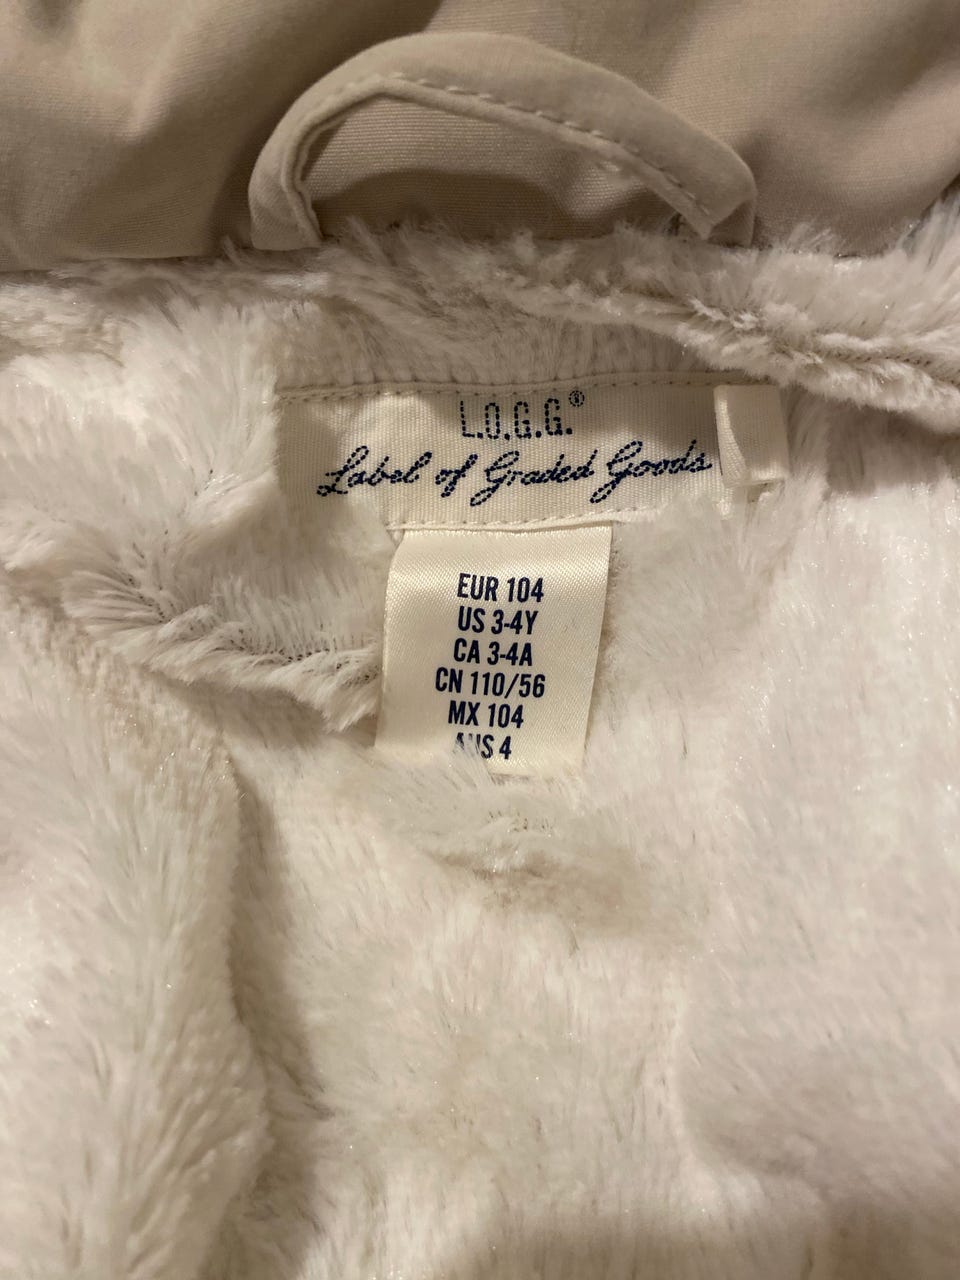 L.O.G.G.®
Label of Graded Goods
EUR 104
US 3-4Y
CA 3-4A
CN 110/56
MX 104
AUS 4